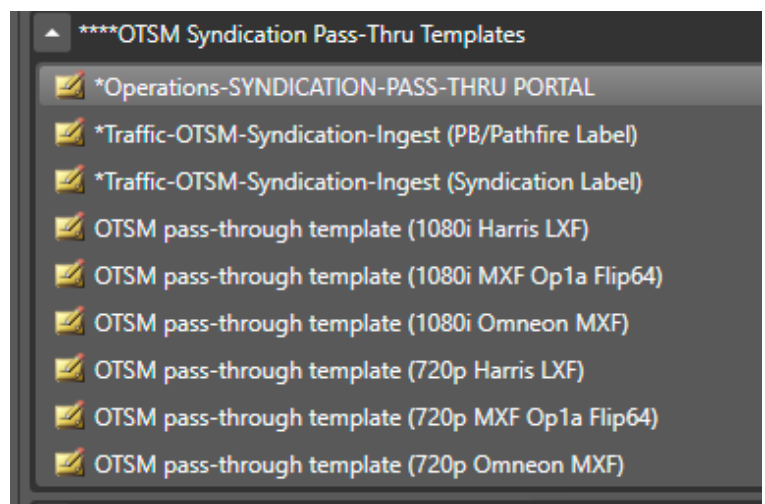 ****OTSM Syndication Pass-Thru Templates
*Operations-SYNDICATION-PASS-THRU PORTAL
*Traffic-OTSM-Syndication-Ingest (PB/Pathfire Label)
*Traffic-OTSM-Syndication-Ingest (Syndication Label)
OTSM pass-through template (1080i Harris LXF)
OTSM pass-through template (1080i MXF Op1a Flip64)
OTSM pass-through template (1080i Omneon MXF)
OTSM pass-through template (720p Harris LXF)
OTSM pass-through template (720p MXF Op1a Flip64)
OTSM pass-through template (720p Omneon MXF)